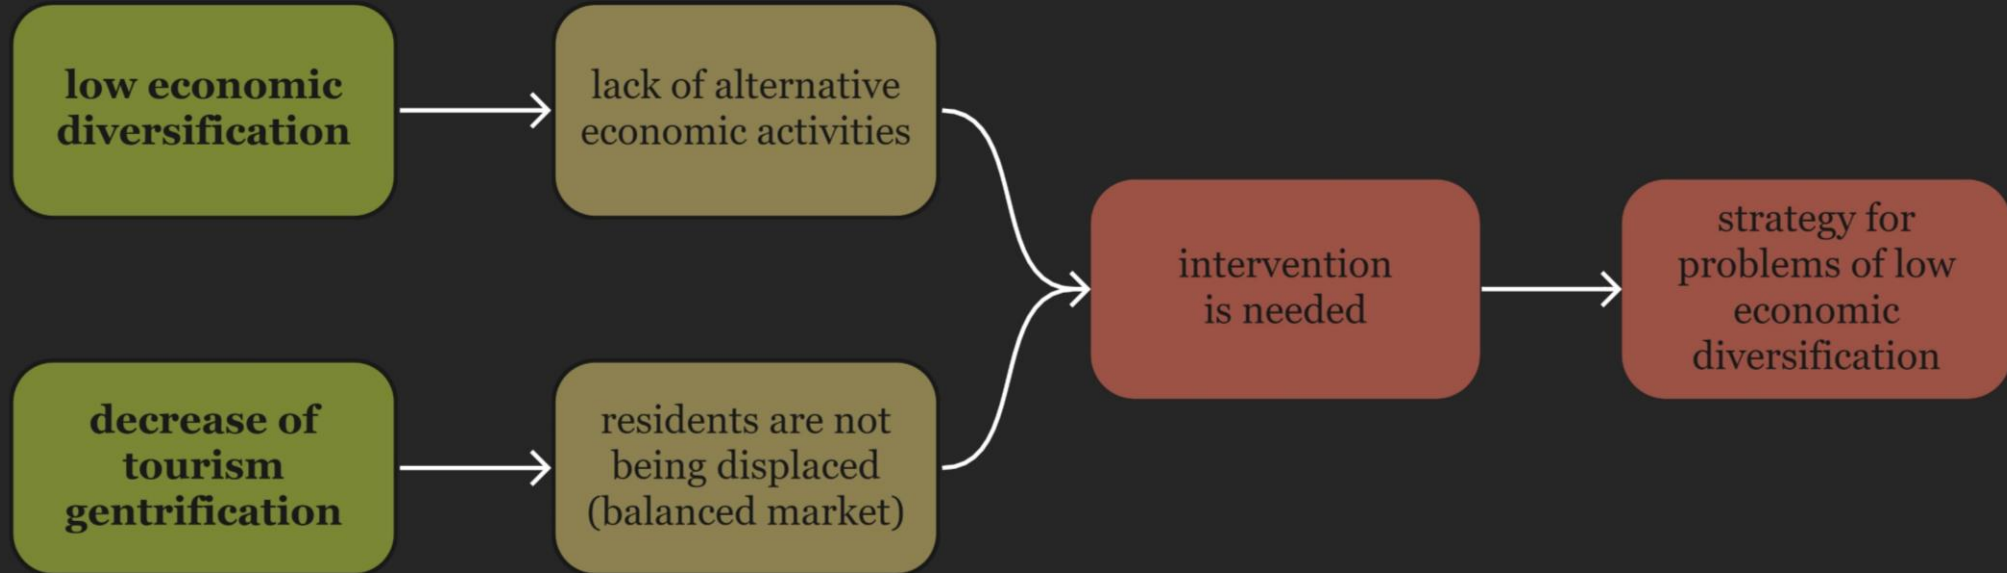 low economic
diversification
lack of alternative
economic activities
intervention
is needed
strategy for
problems of low
economic
diversification
decrease of
tourism
gentrification
residents are not
being displaced
(balanced market)